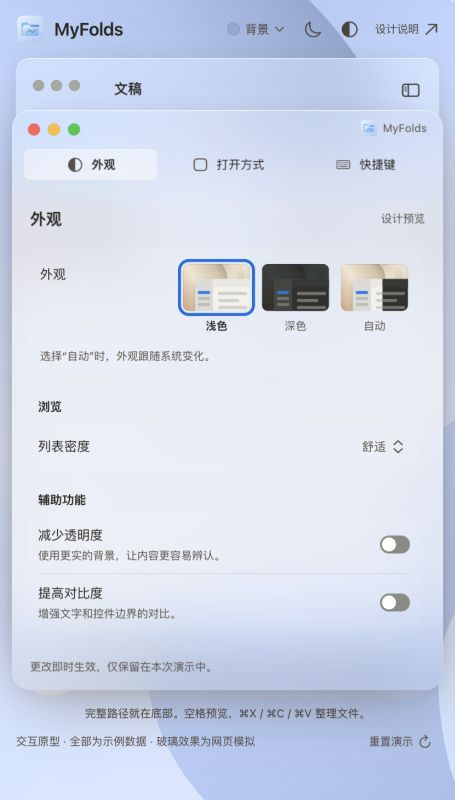 MyFolds
背景
设计说明
文稿
MyFolds
外观
打开方式
快捷键
外观
设计预览
外观
浅色
深色
自动
选择“自动”时，外观跟随系统变化。
浏览
列表密度
舒适
辅助功能
减少透明度
使用更实的背景，让内容更容易辨认。
提高对比度
增强文字和控件边界的对比。
更改即时生效，仅保留在本次演示中。
完整路径就在底部。空格预览，⌘X / ⌘C / ⌘V 整理文件。
交互原型 · 全部为示例数据 · 玻璃效果为网页模拟
重置演示